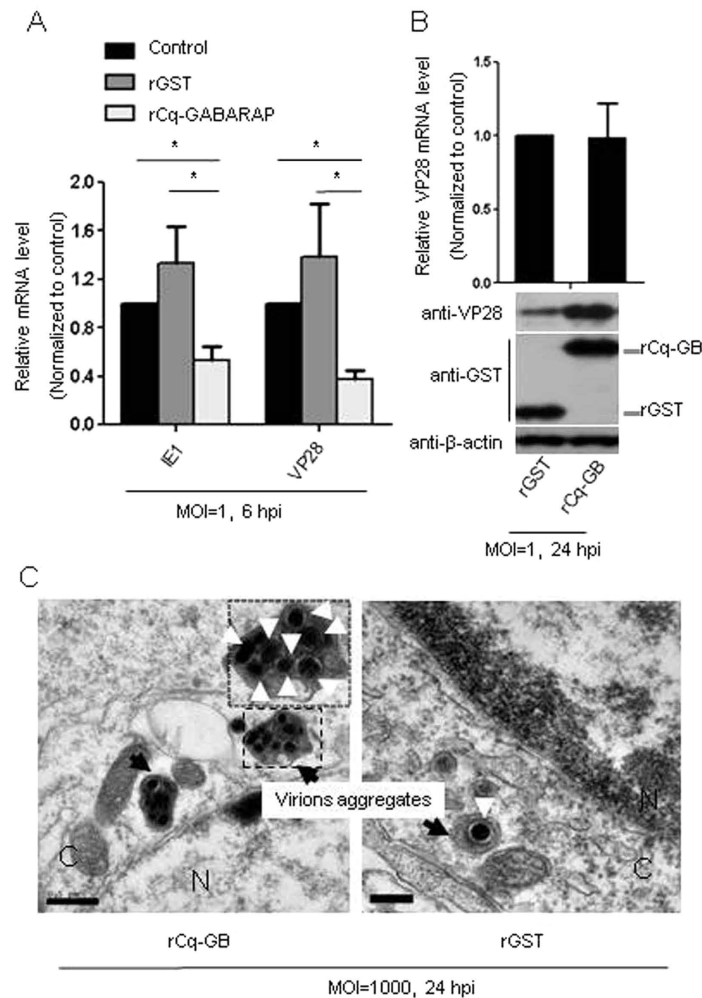 A
Control
rGST
rCq-GABARAP
Relative mRNA level
(Normalized to control)
2.0
1.6
1.2
0.8
0.4
0.0
*
*
*
*
IE1
VP28
MOI=1, 6 hpi
B
Relative VP28 mRNA level
(Normalized to control)
1.5
1.0
0.5
0.0
anti-VP28
anti-GST
rCq-GB
rGST
anti-β-actin
rGST
rCq-GB
MOI=1, 24 hpi
C
Virions aggregates
C
N
N
C
rCq-GB
rGST
MOI=1000, 24 hpi